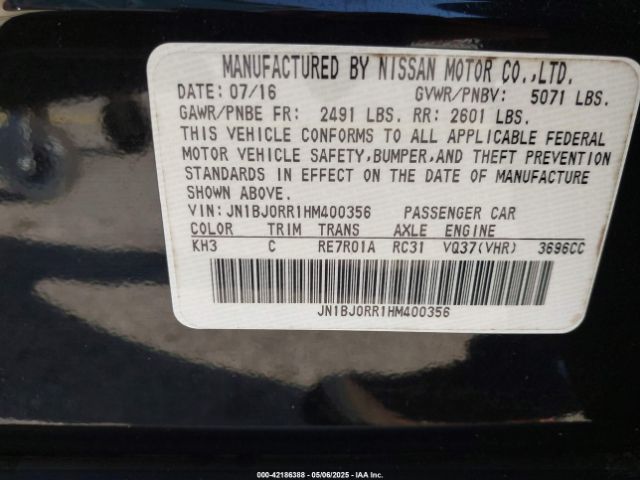 MANUFACTURED BY NISSAN MOTOR CO.,LTD.
DATE: 07/16 GVWR/PNBV: 5071 LBS.
GAWR/PNBE FR: 2491 LBS. RR: 2601 LBS.
THIS VEHICLE CONFORMS TO ALL APPLICABLE FEDERAL
MOTOR VEHICLE SAFETY,BUMPER,AND THEFT PREVENTION
STANDARDS IN EFFECT ON THE DATE OF MANUFACTURE
SHOWN ABOVE.
VIN: JN1BJ0RR1HM400356 PASSENGER CAR
COLOR TRIM TRANS AXLE ENGINE
KH3 C RE7R01A RC31 VQ37(VHR) 3696CC
JN1BJ0RR1HM400356
000-42186388 - 05/06/2025 - IAA Inc.